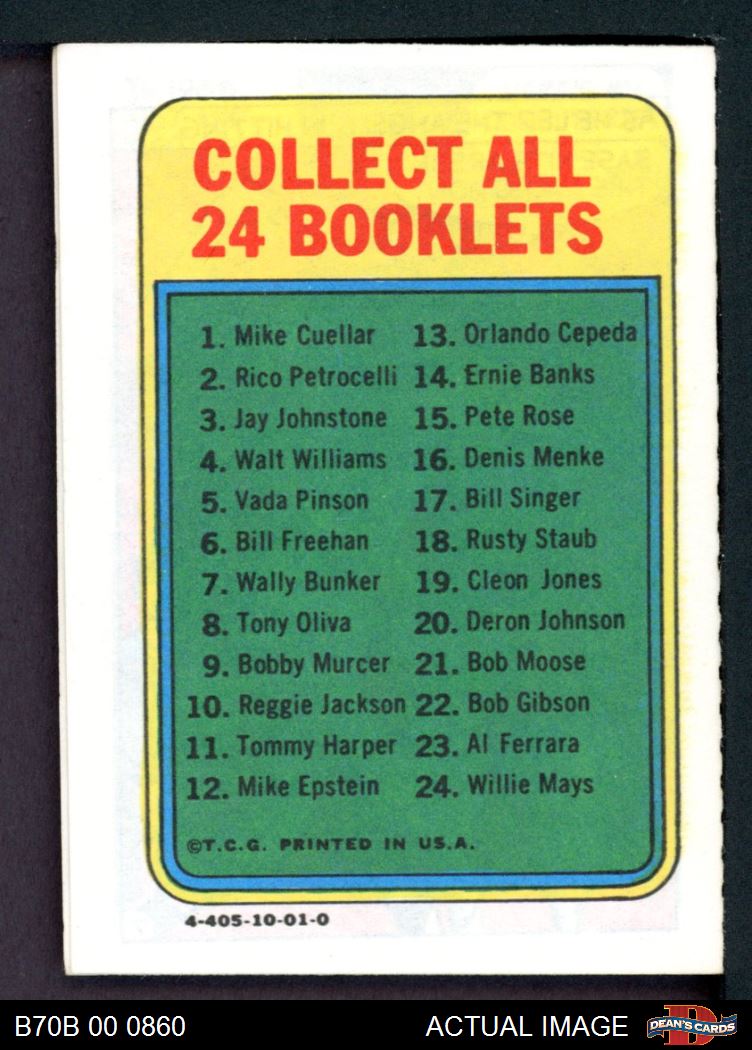 COLLECT ALL
24 BOOKLETS
1. Mike Cuellar
2. Rico Petrocelli
3. Jay Johnstone
4. Walt Williams
5. Vada Pinson
6. Bill Freehan
7. Wally Bunker
8. Tony Oliva
9. Bobby Murcer
10. Reggie Jackson
11. Tommy Harper
12. Mike Epstein
13. Orlando Cepeda
14. Ernie Banks
15. Pete Rose
16. Denis Menke
17. Bill Singer
18. Rusty Staub
19. Cleon Jones
20. Deron Johnson
21. Bob Moose
22. Bob Gibson
23. Al Ferrara
24. Willie Mays
©T.C.G. PRINTED IN U.S.A.
4-405-10-01-0
B70B 00 0860
ACTUAL IMAGE
DEAN'S CARDS